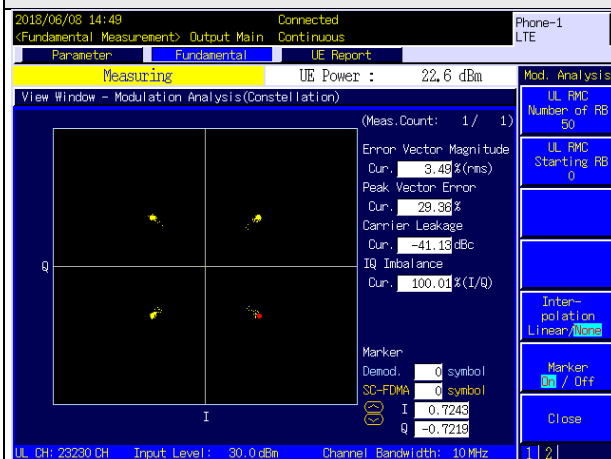 2018/06/08 14:49 Connected Phone-1
<Fundamental Measurement> Output Main Continuous LTE
Parameter Fundamental UE Report
Measuring UE Power : 22.6 dBm Mod. Analysis
View Window - Modulation Analysis(Constellation)
(Meas.Count: 1/ 1)
Error Vector Magnitude
Cur. 3.49 %(rms)
Peak Vector Error
Cur. 29.36 %
Carrier Leakage
Cur. -41.13 dBc
IQ Imbalance
Cur. 100.01 %(I/Q)
Q
I
Marker
Demod. 0 symbol
SC-FDMA 0 symbol
I 0.7243
Q -0.7219
UL RMC
Number of RB
50
UL RMC
Starting RB
0
Inter-
polation
Linear/None
Marker
On / Off
Close
UL CH: 23230 CH Input Level: 30.0 dBm Channel Bandwidth: 10 MHz 1 2